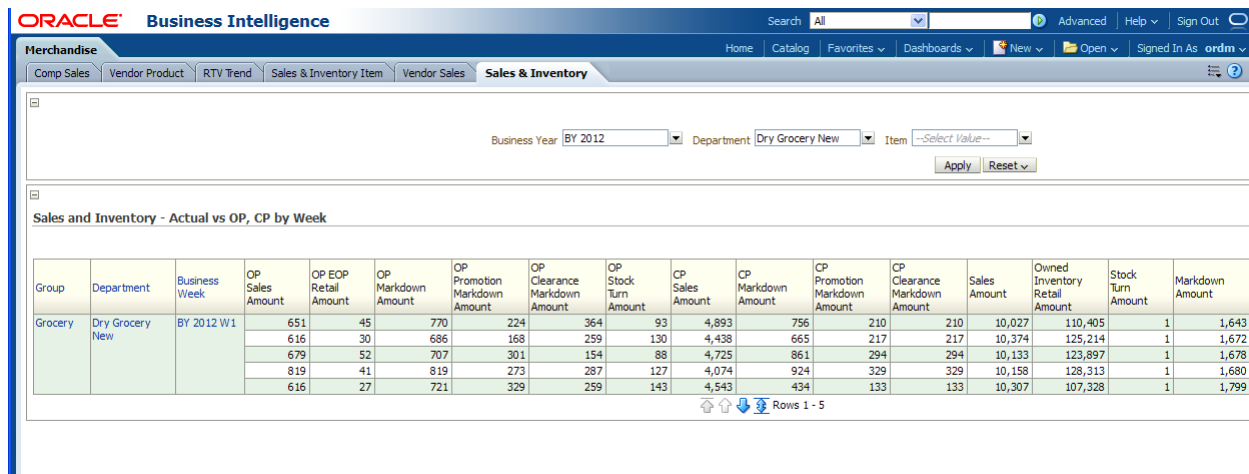 ORACLE Business Intelligence
Search All Advanced Help Sign Out
Merchandise
Home Catalog Favorites Dashboards New Open Signed In As ordm
Comp Sales Vendor Product RTV Trend Sales & Inventory Item Vendor Sales Sales & Inventory
Business Year BY 2012 Department Dry Grocery New Item --Select Value--
Apply Reset
Sales and Inventory - Actual vs OP, CP by Week
Group Department Business Week OP Sales Amount OP EOP Retail Amount OP Markdown Amount OP Promotion Markdown Amount OP Clearance Markdown Amount OP Stock Turn Amount CP Sales Amount CP Markdown Amount CP Promotion Markdown Amount CP Clearance Markdown Amount Sales Amount Owned Inventory Retail Amount Stock Turn Amount Markdown Amount
Grocery Dry Grocery New BY 2012 W1 651 45 770 224 364 93 4,893 756 210 210 10,027 110,405 1 1,643
616 30 686 168 259 130 4,438 665 217 217 10,374 125,214 1 1,672
679 52 707 301 154 88 4,725 861 294 294 10,133 123,897 1 1,678
819 41 819 273 287 127 4,074 924 329 329 10,158 128,313 1 1,680
616 27 721 329 259 143 4,543 434 133 133 10,307 107,328 1 1,799
Rows 1 - 5